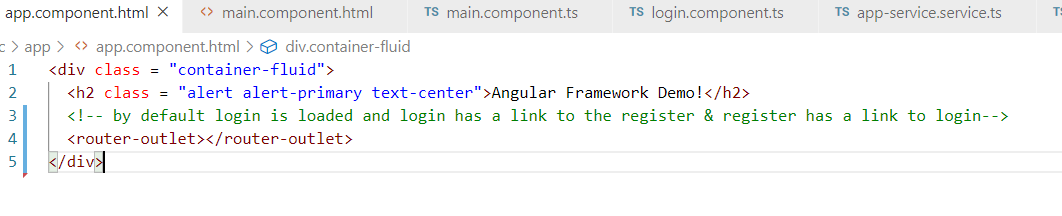 app.component.html × <> main.component.html TS main.component.ts TS login.component.ts TS app-service.service.ts TS
c > app > <> app.component.html > div.container-fluid
1 <div class = "container-fluid">
2 <h2 class = "alert alert-primary text-center">Angular Framework Demo!</h2>
3 <!-- by default login is loaded and login has a link to the register & register has a link to login-->
4 <router-outlet></router-outlet>
5 </div>